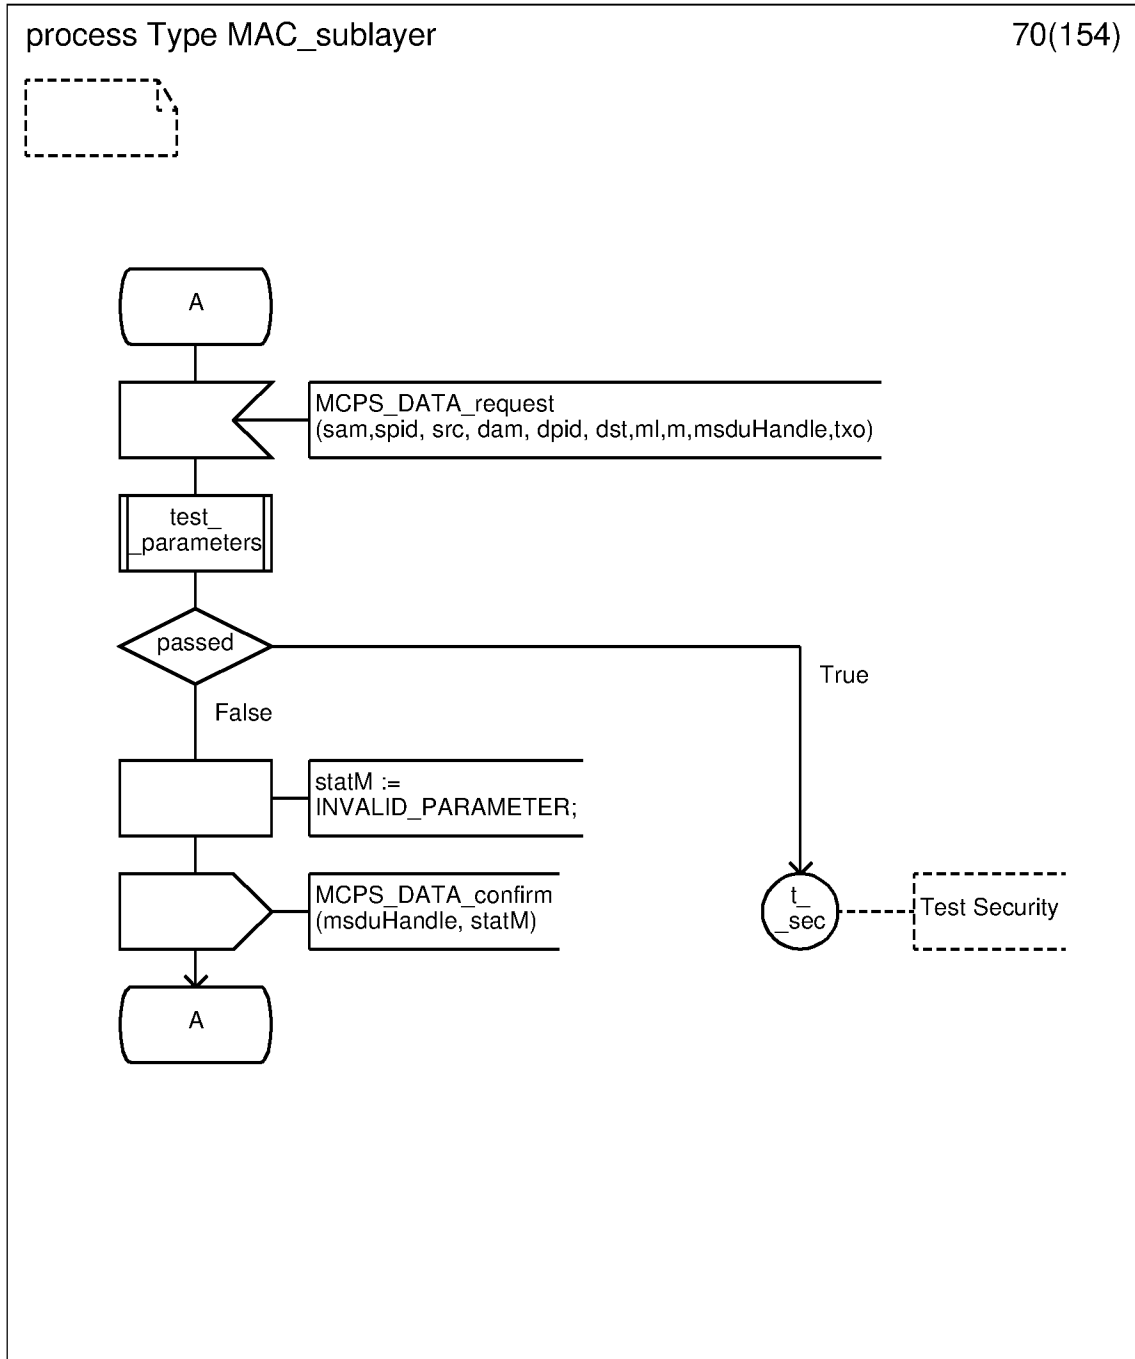 process Type MAC_sublayer
70(154)
A
MCPS_DATA_request
(sam,spid, src, dam, dpid, dst,ml,m,msduHandle,txo)
test_
_parameters
passed
True
False
statM :=
INVALID_PARAMETER;
MCPS_DATA_confirm
(msduHandle, statM)
t_
_sec
Test Security
A